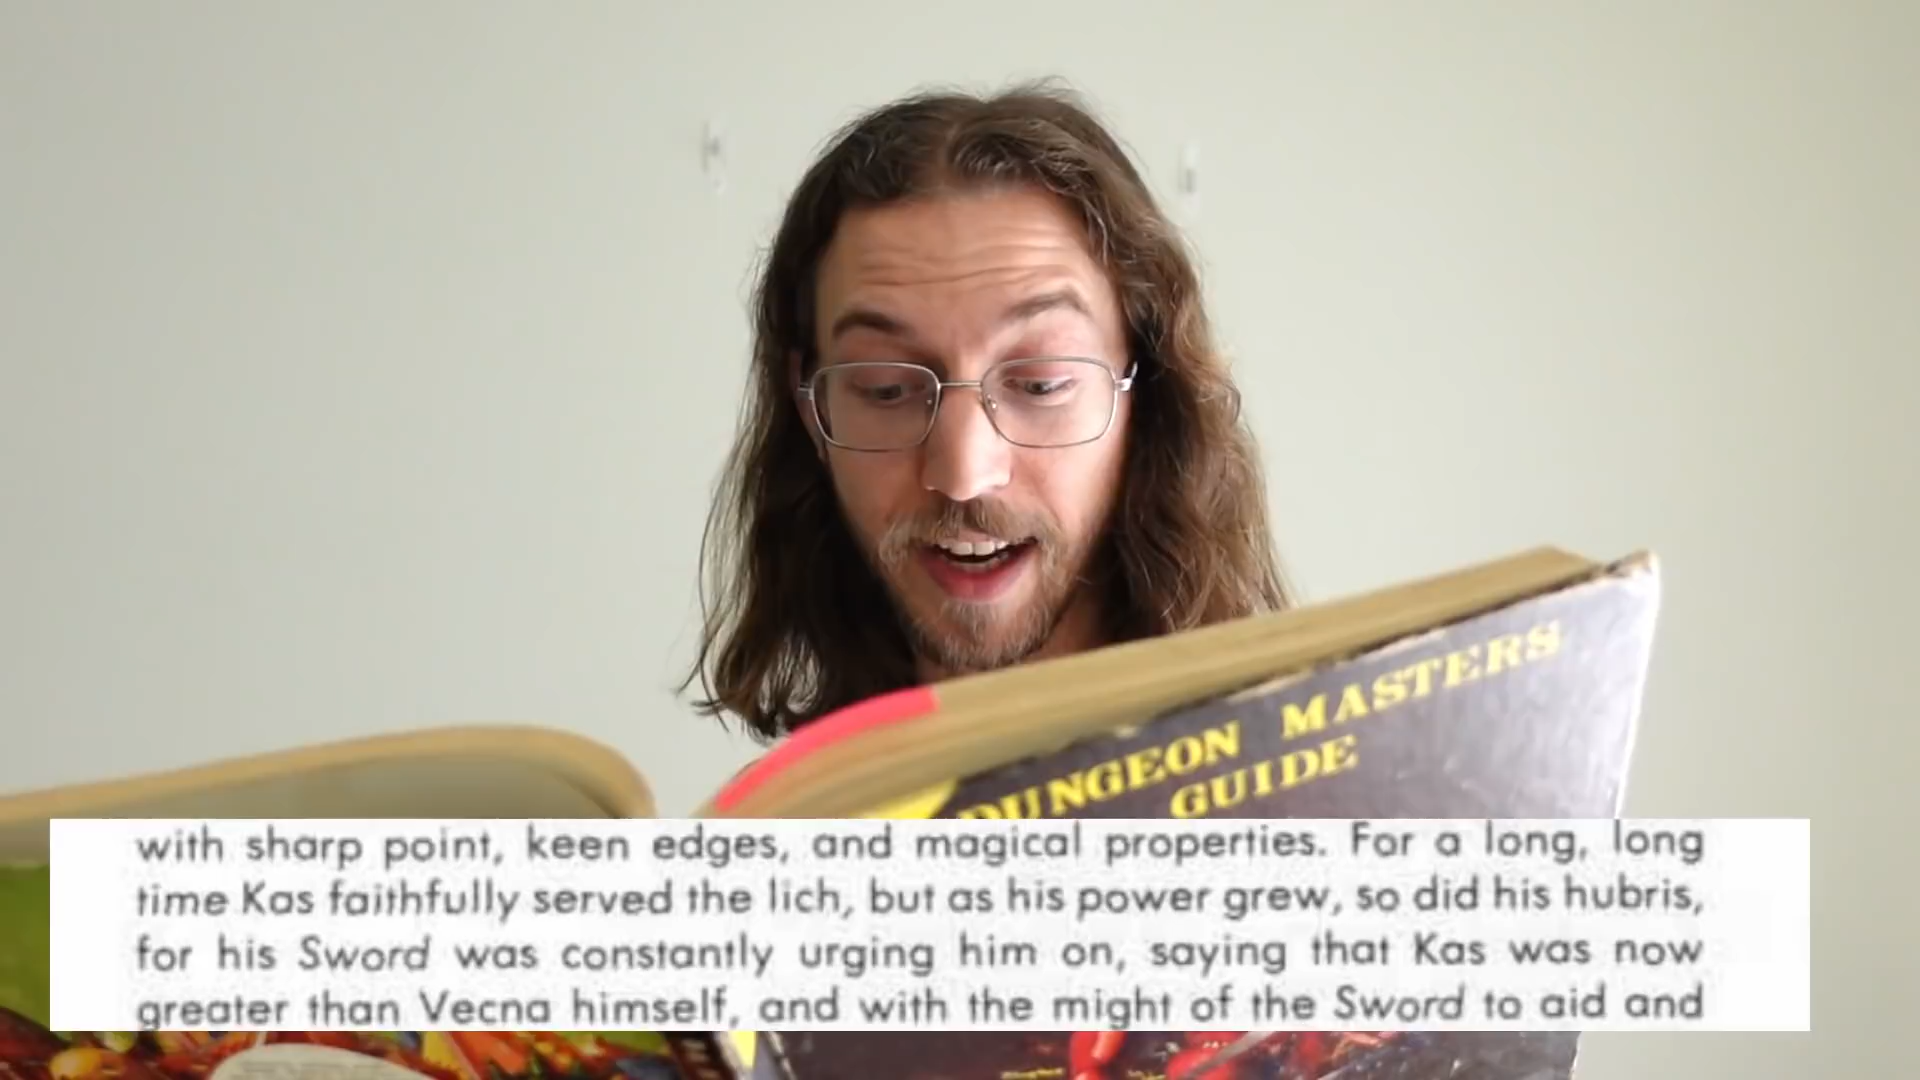 DUNGEON MASTERS
GUIDE
with sharp point, keen edges, and magical properties. For a long, long
time Kas faithfully served the lich, but as his power grew, so did his hubris,
for his Sword was constantly urging him on, saying that Kas was now
greater than Vecna himself, and with the might of the Sword to aid and